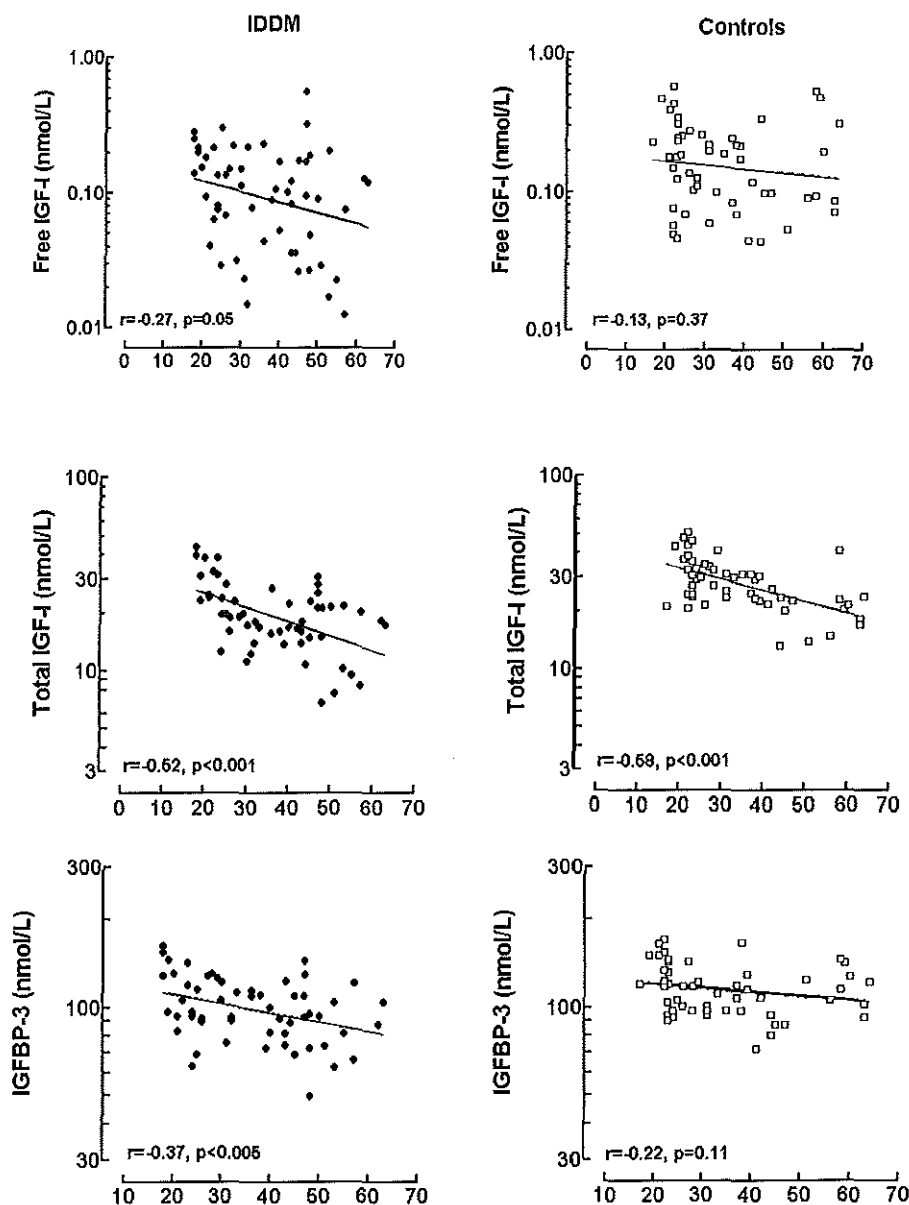 IDDM
Controls
Free IGF-I (nmol/L)
1.00
0.10
0.01
r=-0.27, p=0.05
0 10 20 30 40 50 60 70
Free IGF-I (nmol/L)
1.00
0.10
0.01
r=-0.13, p=0.37
0 10 20 30 40 50 60 70
Total IGF-I (nmol/L)
100
30
10
3
r=-0.52, p<0.001
0 10 20 30 40 50 60 70
Total IGF-I (nmol/L)
100
30
10
3
r=-0.58, p<0.001
0 10 20 30 40 50 60 70
IGFBP-3 (nmol/L)
300
100
30
r=-0.37, p<0.005
10 20 30 40 50 60 70
IGFBP-3 (nmol/L)
300
100
30
r=-0.22, p=0.11
10 20 30 40 50 60 70